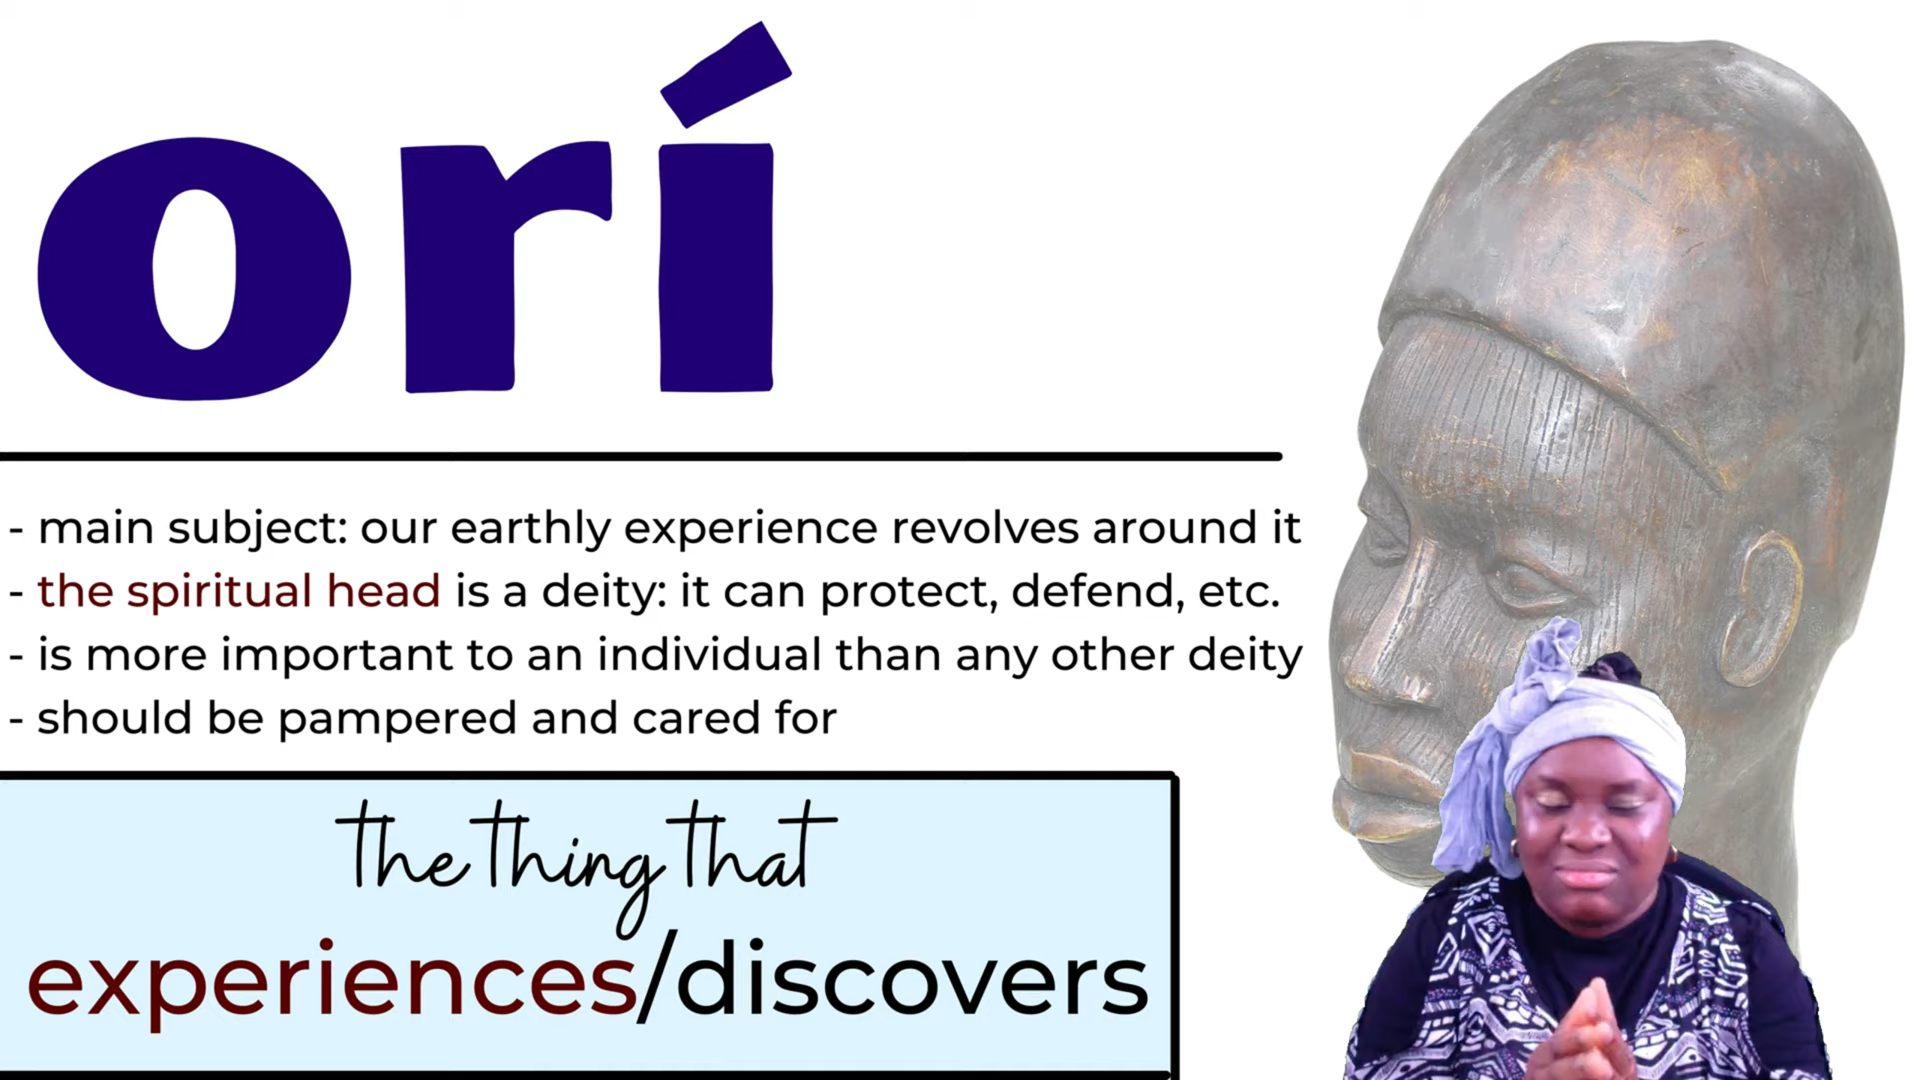 orí
- main subject: our earthly experience revolves around it
- the spiritual head is a deity: it can protect, defend, etc.
- is more important to an individual than any other deity
- should be pampered and cared for
the thing that
experiences/discovers